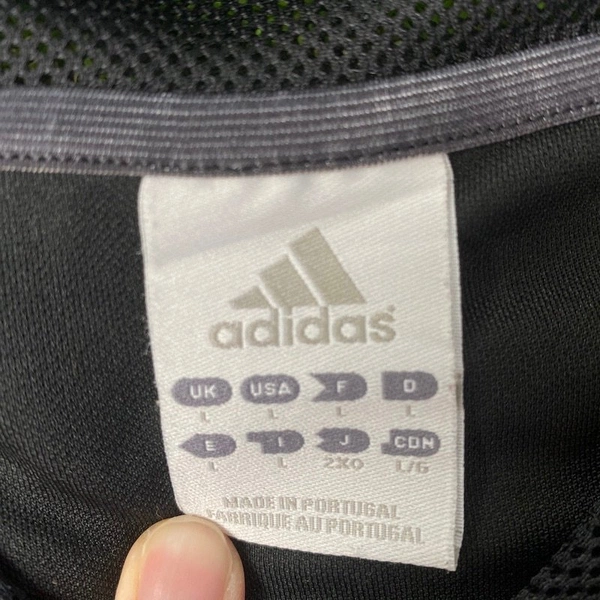 adidas
UK USA F D
L L L L
E I J CDN
L L 2XO L/G
MADE IN PORTUGAL
FABRIQUE AU PORTUGAL